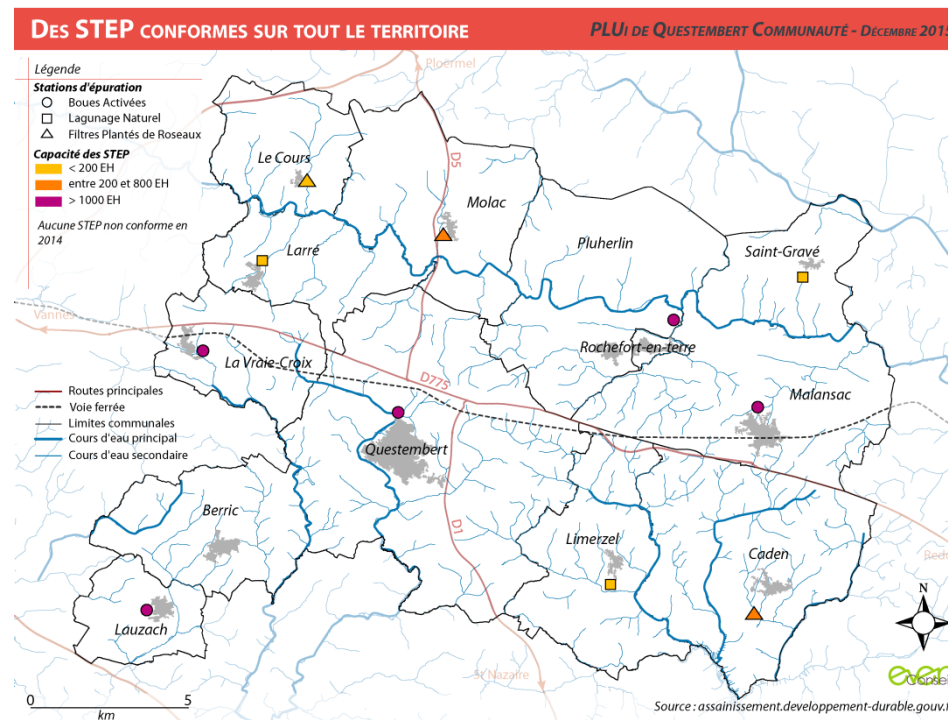 DES STEP CONFORMES SUR TOUT LE TERRITOIRE
PLUI DE QUESTEMBERT COMMUNAUTÉ - DÉCEMBRE 2015
Légende
Stations d'épuration
Boues Activées
Lagunage Naturel
Filtres Plantés de Roseaux
Capacité des STEP
< 200 EH
entre 200 et 800 EH
> 1000 EH
Aucune STEP non conforme en
2014
Ploermel
D5
Le Cours
Molac
Pluherlin
Saint-Gravé
Larré
Vannes
La Vraie-Croix
Rochefort-en-terre
D775
Malansac
Routes principales
Voie ferrée
Limites communales
Cours d'eau principal
Cours d'eau secondaire
Questembert
Berric
D1
Limerzel
Caden
Lauzach
N
St Nazaire
0
5
km
even
Conseil
Source : assainissement.developpement-durable.gouv.